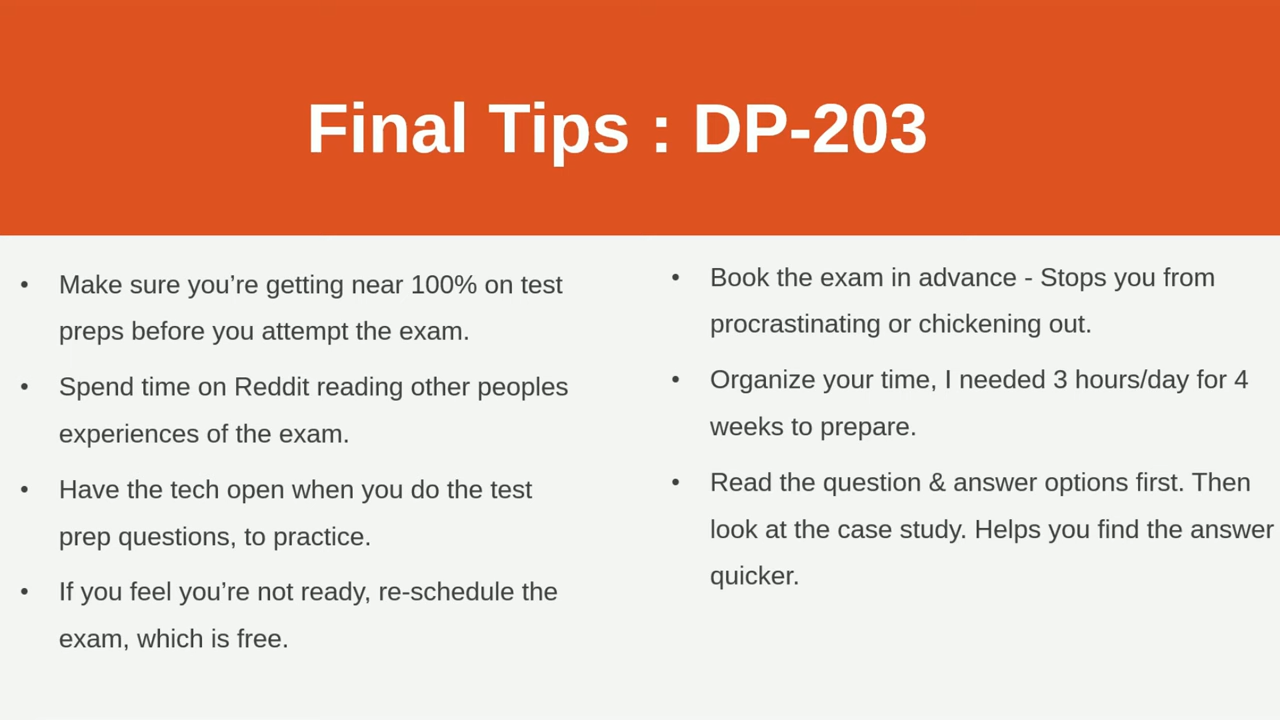 Final Tips : DP-203
• Make sure you’re getting near 100% on test
preps before you attempt the exam.
• Spend time on Reddit reading other peoples
experiences of the exam.
• Have the tech open when you do the test
prep questions, to practice.
• If you feel you’re not ready, re-schedule the
exam, which is free.
• Book the exam in advance - Stops you from
procrastinating or chickening out.
• Organize your time, I needed 3 hours/day for 4
weeks to prepare.
• Read the question & answer options first. Then
look at the case study. Helps you find the answer
quicker.